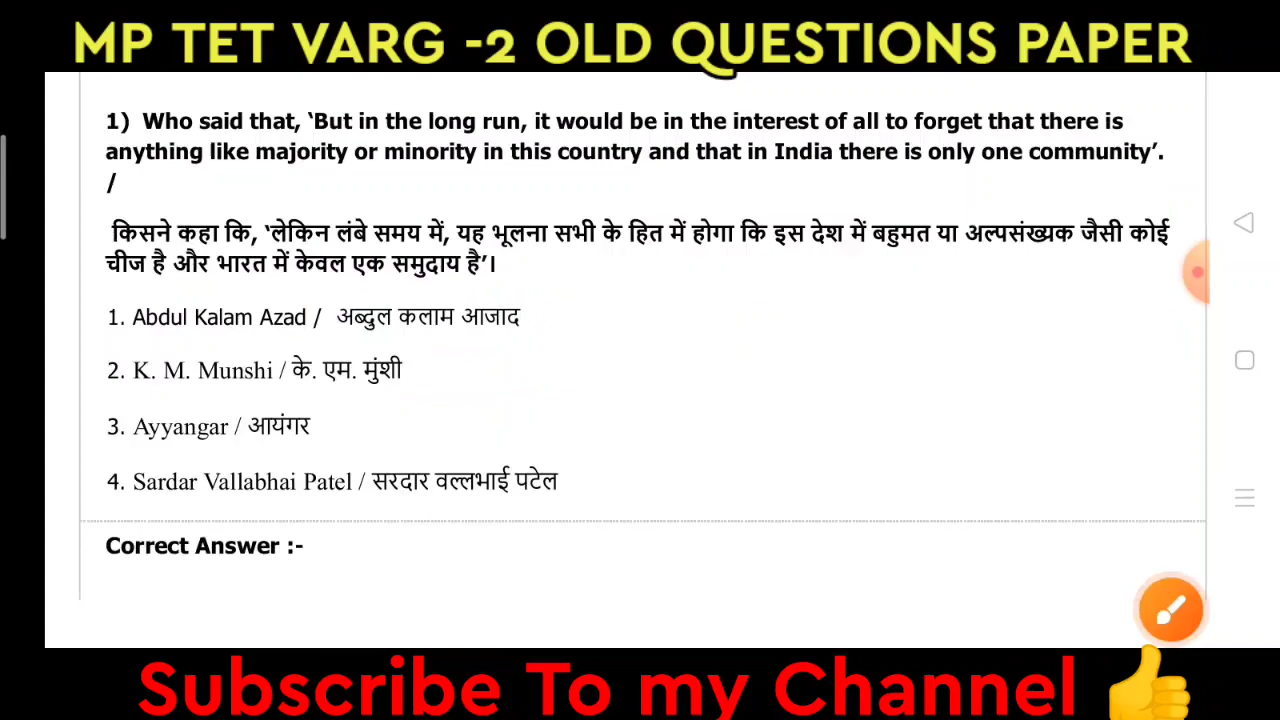 MP TET VARG -2 OLD QUESTIONS PAPER
1) Who said that, ‘But in the long run, it would be in the interest of all to forget that there is
anything like majority or minority in this country and that in India there is only one community’.
/
किसने कहा कि, ‘लेकिन लंबे समय में, यह भूलना सभी के हित में होगा कि इस देश में बहुमत या अल्पसंख्यक जैसी कोई
चीज है और भारत में केवल एक समुदाय है’।
1. Abdul Kalam Azad / अब्दुल कलाम आजाद
2. K. M. Munshi / के. एम. मुंशी
3. Ayyangar / आयंगर
4. Sardar Vallabhai Patel / सरदार वल्लभाई पटेल
Correct Answer :-
Subscribe To my Channel